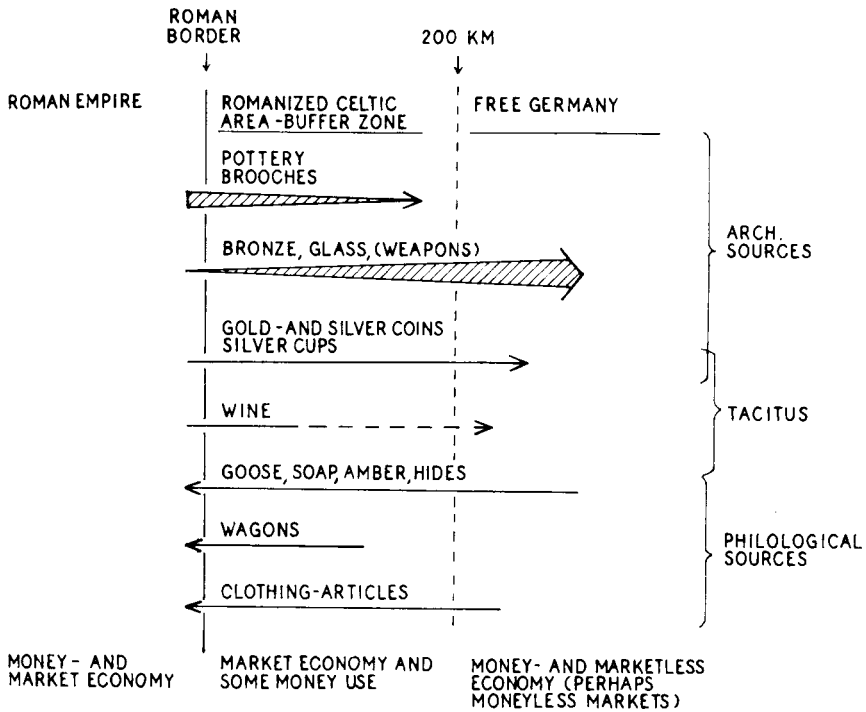 ROMAN
BORDER
200 KM
ROMAN EMPIRE
ROMANIZED CELTIC
AREA-BUFFER ZONE
FREE GERMANY
POTTERY
BROOCHES
BRONZE, GLASS, (WEAPONS)
ARCH.
SOURCES
GOLD-AND SILVER COINS
SILVER CUPS
WINE
TACITUS
GOOSE, SOAP, AMBER, HIDES
WAGONS
PHILOLOGICAL
SOURCES
CLOTHING-ARTICLES
MONEY- AND
MARKET ECONOMY
MARKET ECONOMY AND
SOME MONEY USE
MONEY- AND MARKETLESS
ECONOMY (PERHAPS
MONEYLESS MARKETS)